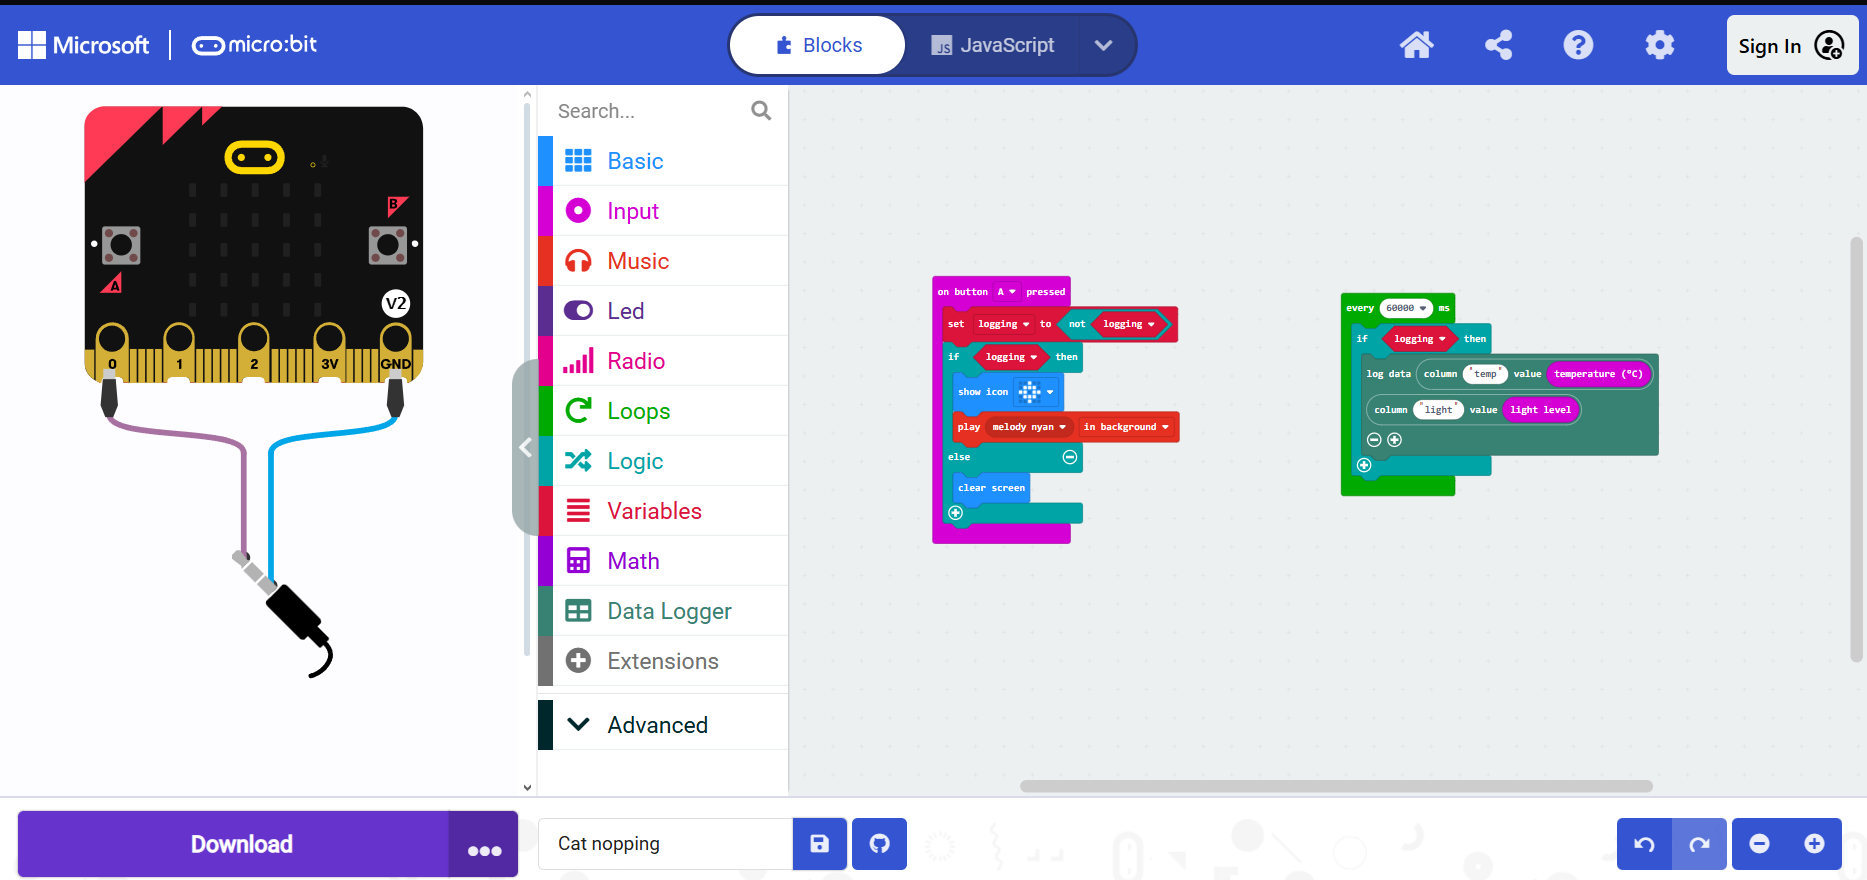 Microsoft micro:bit
Blocks
JavaScript
Sign In
Search...
Basic
Input
Music
Led
Radio
Loops
Logic
Variables
Math
Data Logger
Extensions
Advanced
B
A
V2
0 1 2 3V GND
on button A pressed
set logging to not logging
if logging then
show icon
play melody nyan in background
else
clear screen
every 60000 ms
if logging then
log data column "temp" value temperature (°C)
column "light" value light level
Download
Cat nopping